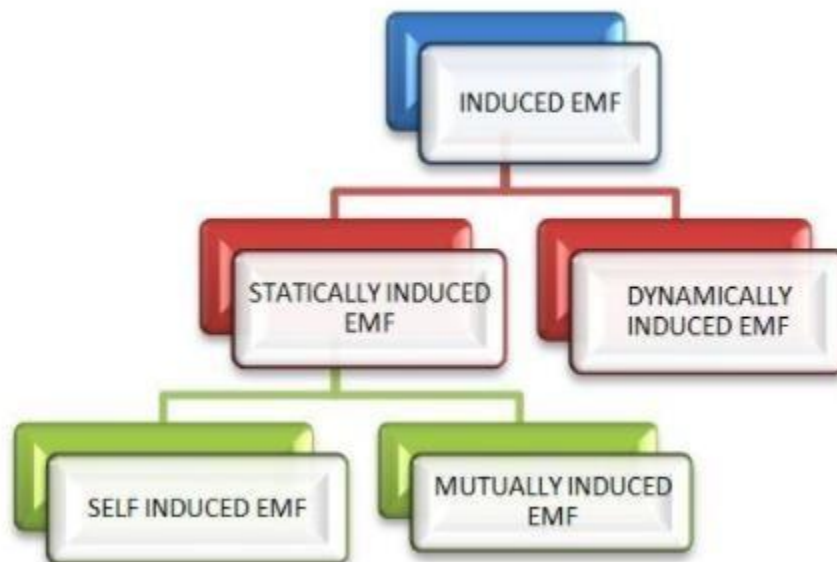 INDUCED EMF
STATICALLY INDUCED
EMF
DYNAMICALLY
INDUCED EMF
SELF INDUCED EMF
MUTUALLY INDUCED
EMF